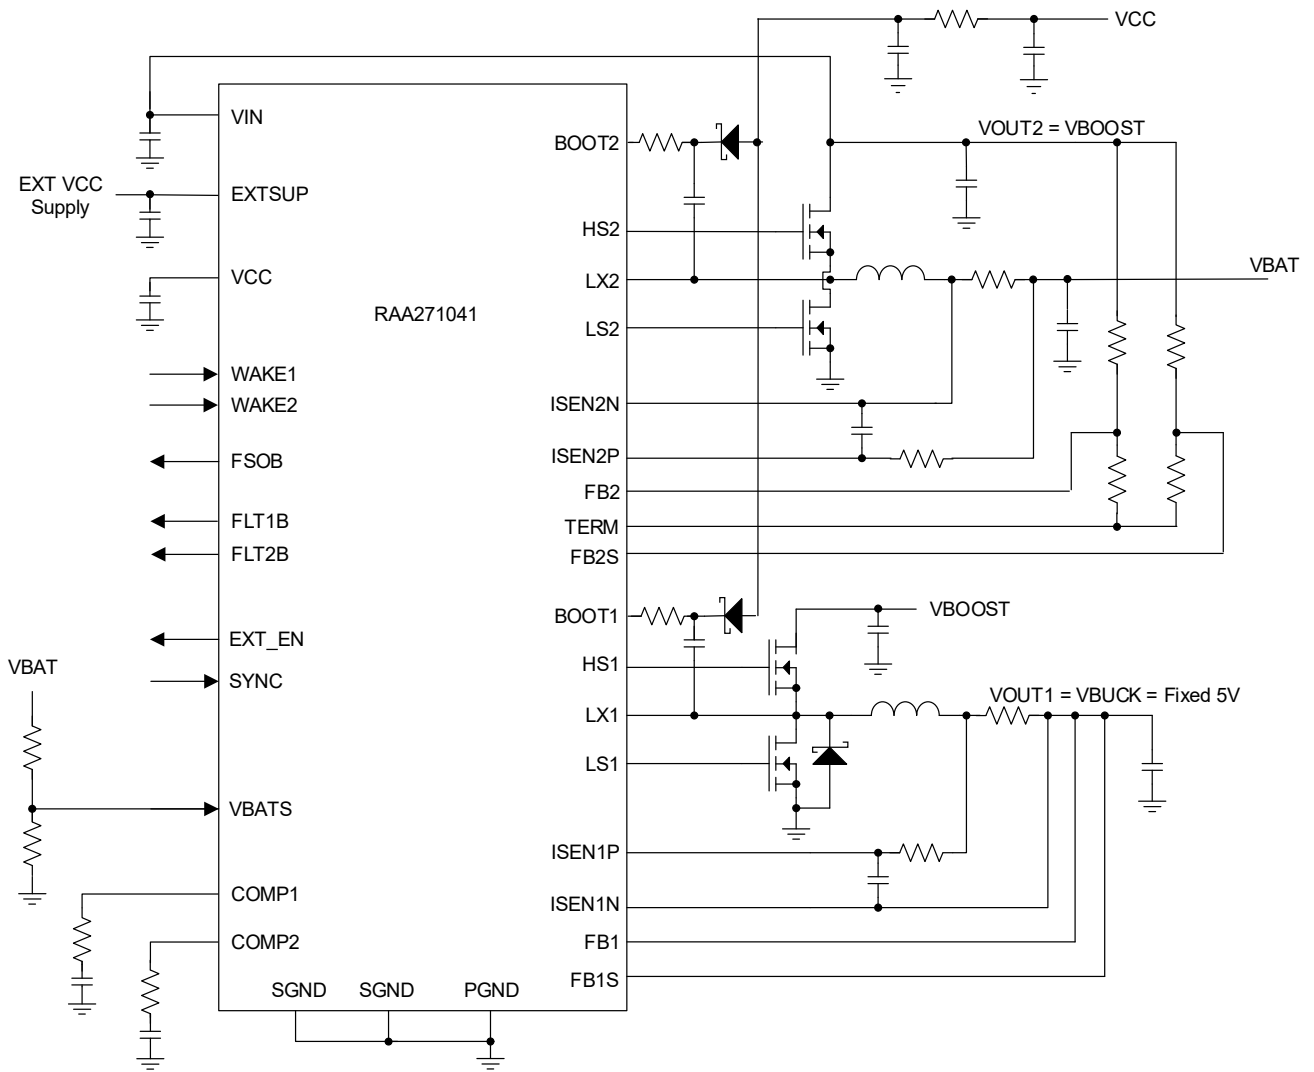 VCC
VIN
EXT VCC
Supply
EXTSUP
VCC
RAA271041
WAKE1
WAKE2
FSOB
FLT1B
FLT2B
EXT_EN
SYNC
VBAT
VBATS
COMP1
COMP2
SGND
SGND
PGND
BOOT2
HS2
LX2
LS2
ISEN2N
ISEN2P
FB2
TERM
FB2S
BOOT1
HS1
LX1
LS1
ISEN1P
ISEN1N
FB1
FB1S
VOUT2 = VBOOST
VBAT
VBOOST
VOUT1 = VBUCK = Fixed 5V